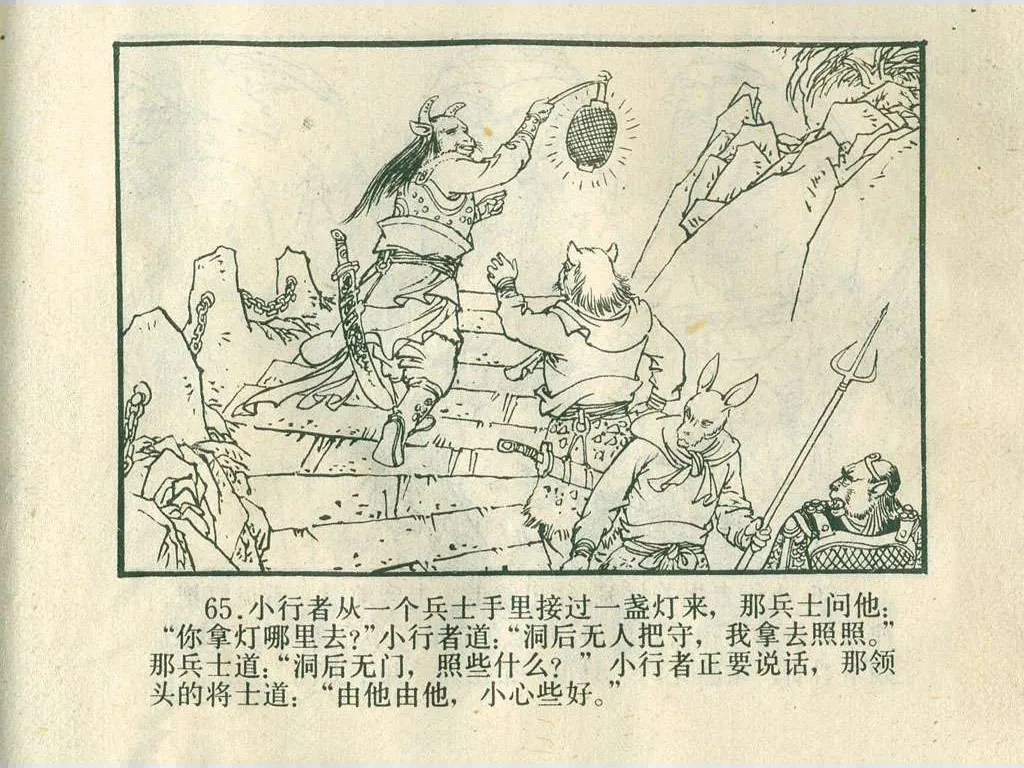 65.小行者从一个兵士手里接过一盏灯来，那兵士问他：
“你拿灯哪里去？”小行者道：“洞后无人把守，我拿去照照。”
那兵士道：“洞后无门，照些什么？” 小行者正要说话，那领
头的将士道：“由他由他，小心些好。”